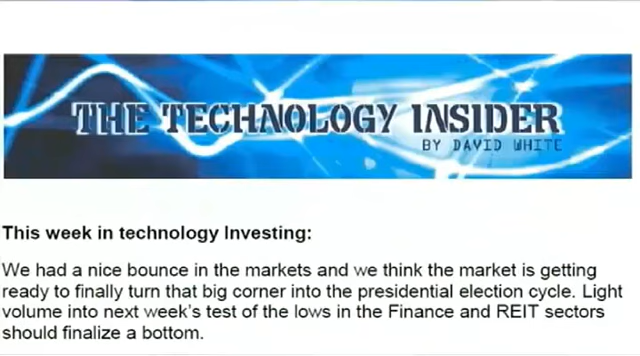 THE TECHNOLOGY INSIDER
BY DAVID WHITE
This week in technology Investing:
We had a nice bounce in the markets and we think the market is getting
ready to finally turn that big corner into the presidential election cycle. Light
volume into next week's test of the lows in the Finance and REIT sectors
should finalize a bottom.